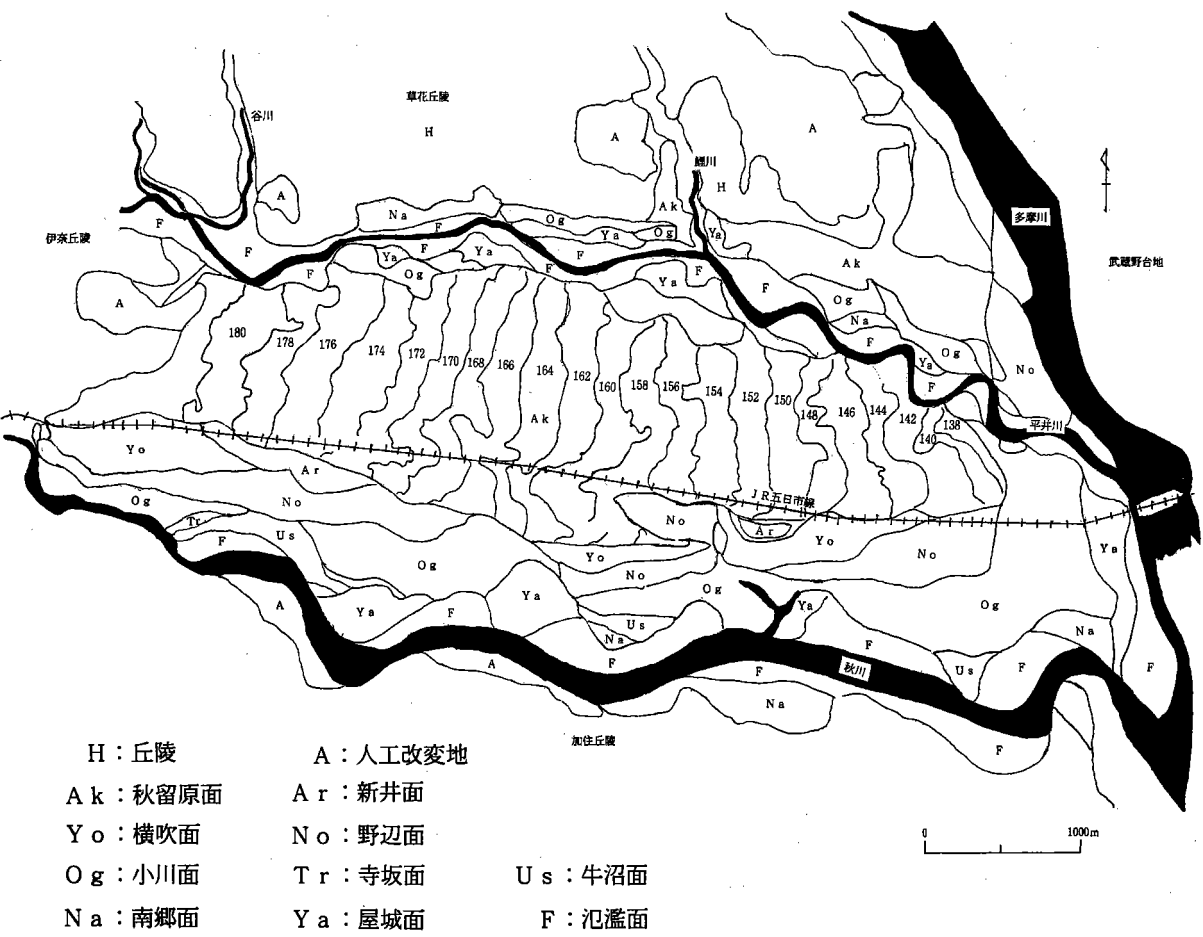 草花丘陵
H
谷川
A
A
A
鯉川
H
多摩川
武蔵野台地
伊奈丘陵
F
F
A
Na
F
Og
Ya
Og
Ak
Ya
Ak
F
Ya
F
Og
Ya
F
F
Ya
F
F
Og
Na
F
Ya
Og
F
No
平井川
180
178
176
174
172
170
168
166
164
162
160
158
156
154
152
150
148
146
144
142
140
138
Ak
JR五日市線
Yo
Ar
Og
No
Tr
F
Us
Og
A
Ya
F
Ya
A
No
Yo
No
Ar
Yo
No
Og
Us
Na
F
Ya
F
秋川
F
Na
Og
Us
F
Na
Ya
F
F
加住丘陵
H:丘陵
A:人工改変地
Ak:秋留原面
Ar:新井面
Yo:横吹面
No:野辺面
Og:小川面
Tr:寺坂面
Us:牛沼面
Na:南郷面
Ya:屋城面
F:氾濫面
0 1000m